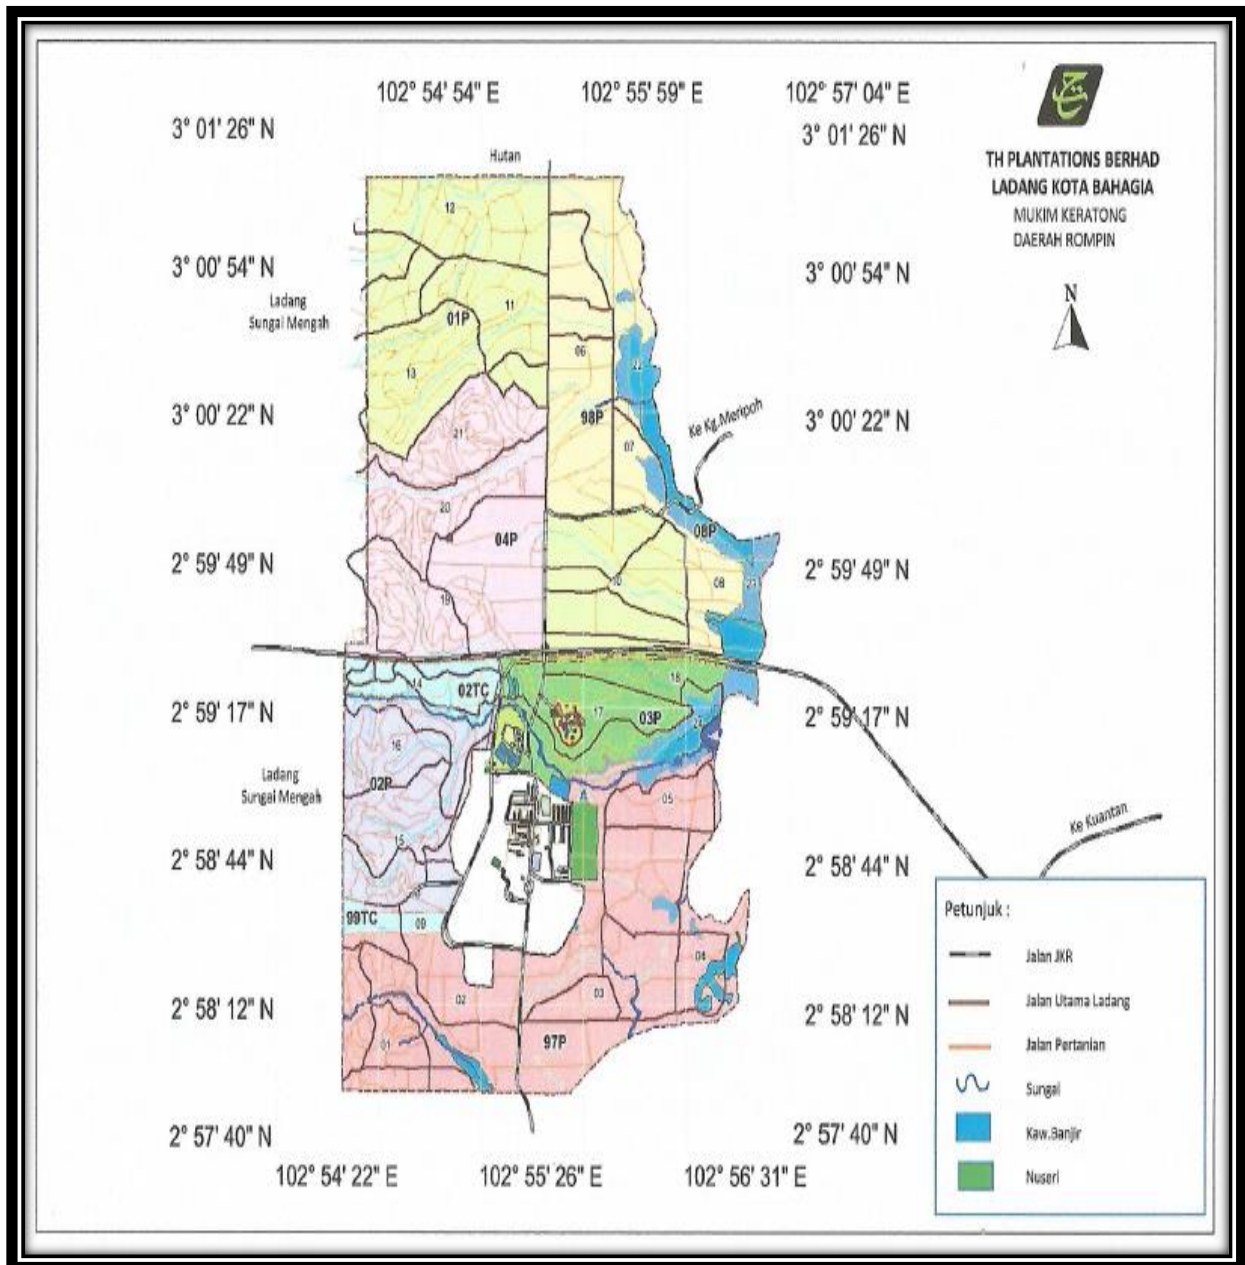 102° 54' 54" E
102° 55' 59" E
102° 57' 04" E
3° 01' 26" N
3° 01' 26" N
TH PLANTATIONS BERHAD
LADANG KOTA BAHAGIA
MUKIM KERATONG
DAERAH ROMPIN
N
Hutan
12
3° 00' 54" N
3° 00' 54" N
Ladang
Sungai Mengah
11
01P
06
13
22
3° 00' 22" N
3° 00' 22" N
98P
Ke Kg.Meripoh
21
07
20
04P
08P
2° 59' 49" N
2° 59' 49" N
10
08
23
19
14
02TC
18
17
03P
2° 59' 17" N
2° 59' 17" N
16
Ladang
Sungai Mengah
02P
05
Ke Kuantan
15
2° 58' 44" N
2° 58' 44" N
99TC
09
04
02
03
2° 58' 12" N
2° 58' 12" N
01
97P
2° 57' 40" N
2° 57' 40" N
102° 54' 22" E
102° 55' 26" E
102° 56' 31" E
Petunjuk :
Jalan JKR
Jalan Utama Ladang
Jalan Pertanian
Sungai
Kaw.Banjir
Nuseri